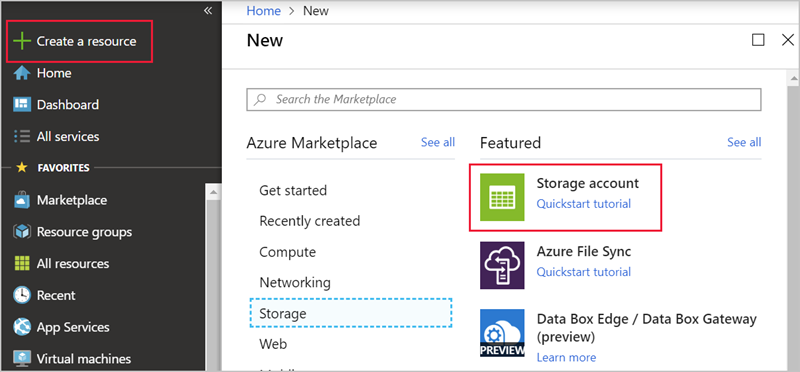 «
Create a resource
Home
Dashboard
All services
FAVORITES
Marketplace
Resource groups
All resources
Recent
App Services
Virtual machines
Home > New
New
Search the Marketplace
Azure Marketplace See all
Get started
Recently created
Compute
Networking
Storage
Web
Featured See all
Storage account
Quickstart tutorial
Azure File Sync
Quickstart tutorial
PREVIEW
Data Box Edge / Data Box Gateway
(preview)
Learn more